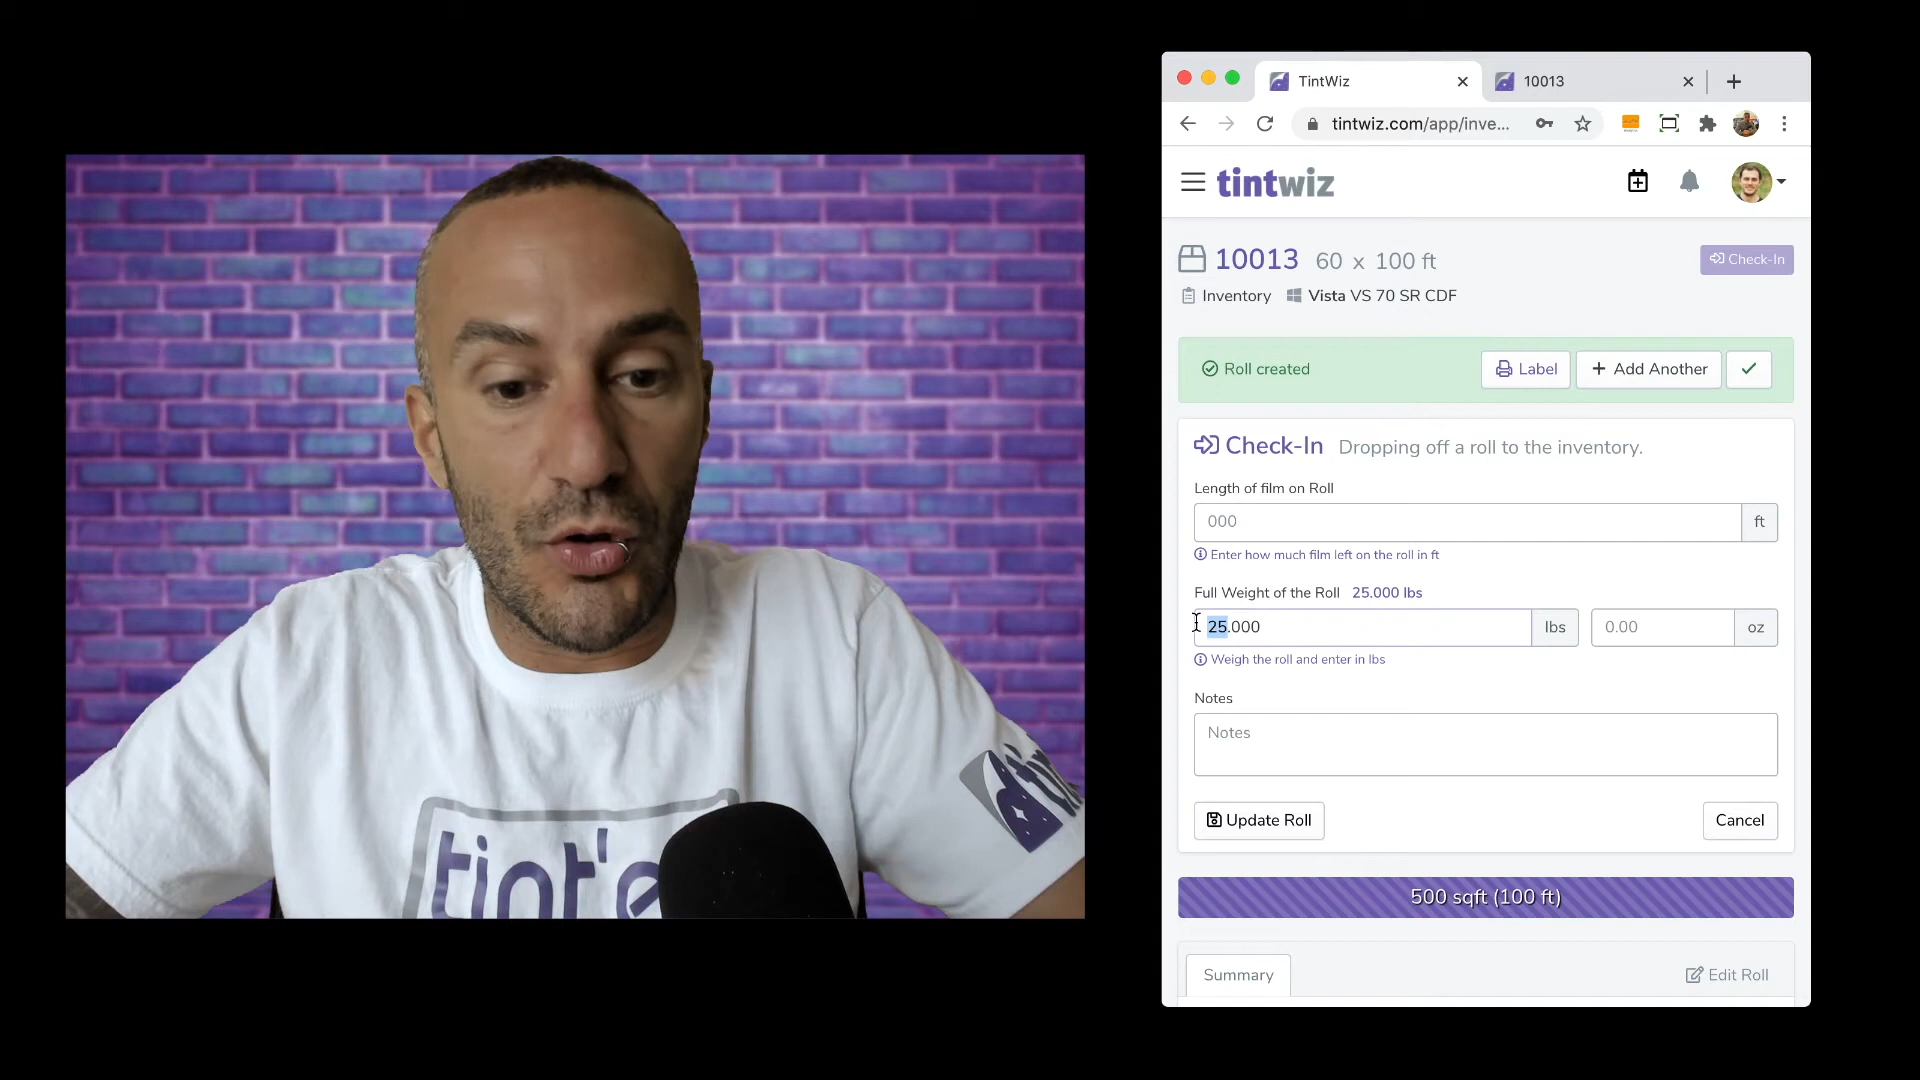 TintWiz
10013
tintwiz.com/app/inve...
tintwiz
10013 60 x 100 ft
Check-In
Inventory Vista VS 70 SR CDF
Roll created
Label
Add Another
Check-In Dropping off a roll to the inventory.
Length of film on Roll
000 ft
Enter how much film left on the roll in ft
Full Weight of the Roll 25.000 lbs
25.000 lbs 0.00 oz
Weigh the roll and enter in lbs
Notes
Notes
Update Roll
Cancel
500 sqft (100 ft)
Summary
Edit Roll